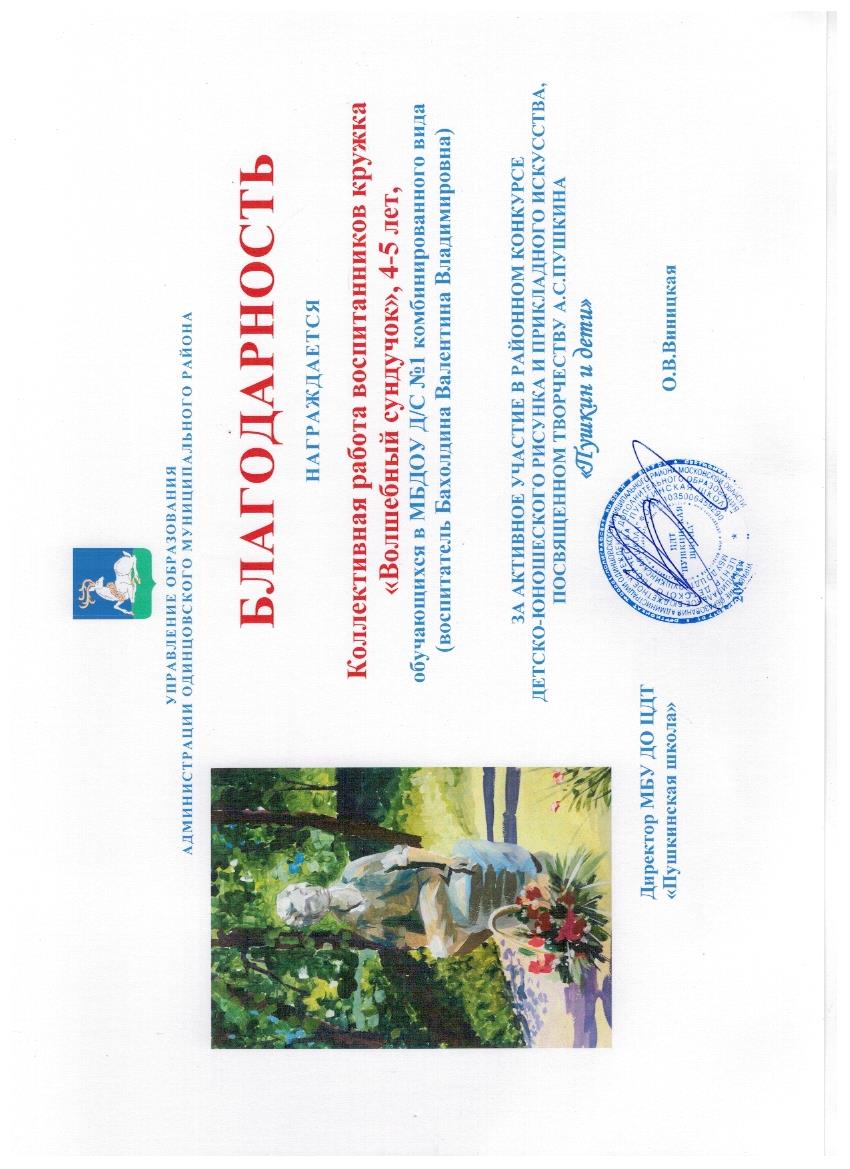 УПРАВЛЕНИЕ ОБРАЗОВАНИЯ
АДМИНИСТРАЦИИ ОДИНЦОВСКОГО МУНИЦИПАЛЬНОГО РАЙОНА
БЛАГОДАРНОСТЬ
НАГРАЖДАЕТСЯ
Коллективная работа воспитанников кружка
«Волшебный сундучок», 4-5 лет,
обучающихся в МБДОУ Д/С №1 комбинированного вида
(воспитатель Бахолдина Валентина Владимировна)
ЗА АКТИВНОЕ УЧАСТИЕ В РАЙОННОМ КОНКУРСЕ
ДЕТСКО-ЮНОШЕСКОГО РИСУНКА И ПРИКЛАДНОГО ИСКУССТВА,
ПОСВЯЩЕННОМ ТВОРЧЕСТВУ А.С.ПУШКИНА
«Пушкин и дети»
Директор МБУ ДО ЦДТ
«Пушкинская школа»
ЦДТ
"ПУШКИНСКАЯ
ШКОЛА"
О.В.Виницкая